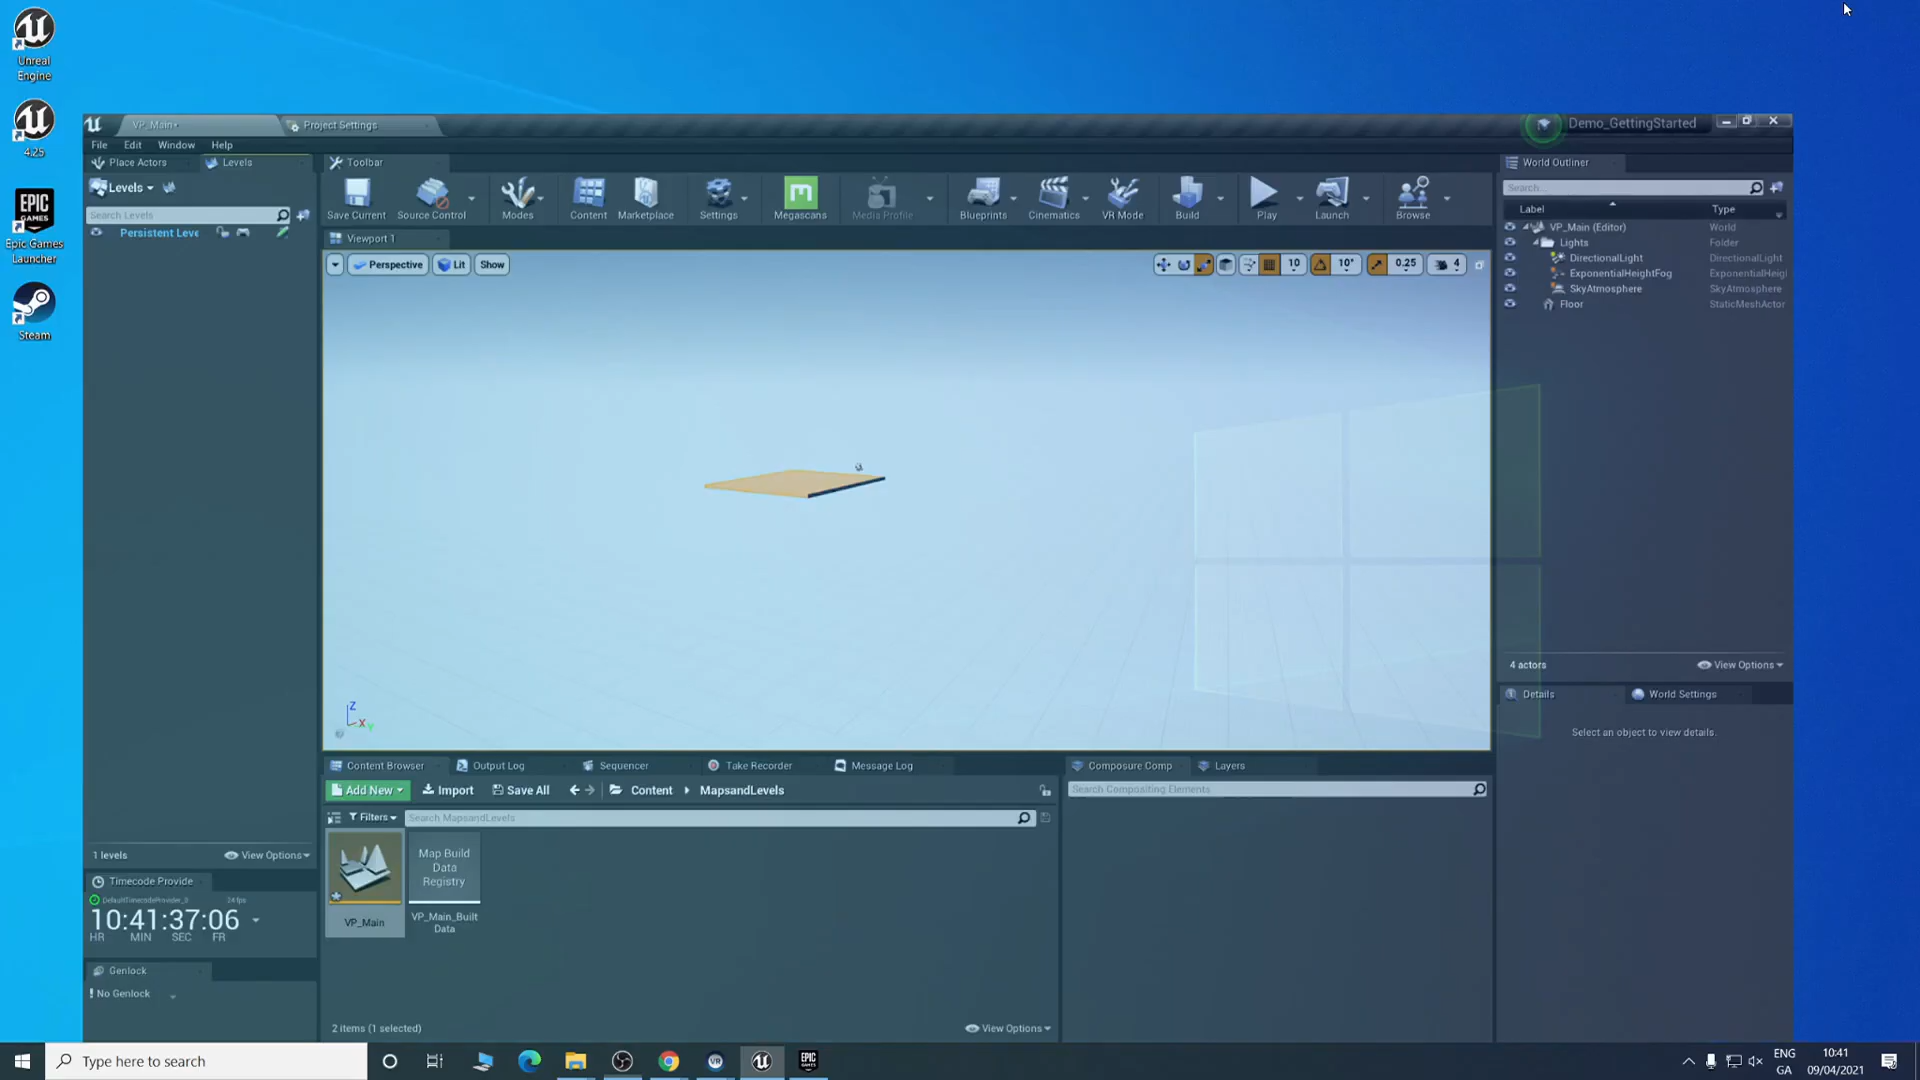 Unreal
Engine
4.25
EPIC
GAMES
Epic Games
Launcher
Steam
VP_Main•
Project Settings
Demo_GettingStarted
File Edit Window Help
Place Actors
Levels
Toolbar
World Outliner
Levels
Search Levels
Persistent Leve
Save Current
Source Control
Modes
Content
Marketplace
Settings
Megascans
Media Profile
Blueprints
Cinematics
VR Mode
Build
Play
Launch
Browse
Viewport 1
Perspective
Lit
Show
10
10°
0.25
4
Search...
Label Type
VP_Main (Editor) World
Lights Folder
DirectionalLight DirectionalLight
ExponentialHeightFog ExponentialHeigl
SkyAtmosphere SkyAtmosphere
Floor StaticMeshActor
4 actors
View Options
Details
World Settings
Select an object to view details.
Z
X
Y
1 levels
View Options
Timecode Provide
DefaultTimecodeProvider_0 24 fps
10:41:37:06
HR MIN SEC FR
Genlock
No Genlock
Content Browser
Output Log
Sequencer
Take Recorder
Message Log
Add New
Import
Save All
Content
MapsandLevels
Filters
Search MapsandLevels
VP_Main
Map Build
Data
Registry
VP_Main_Built
Data
2 items (1 selected)
View Options
Composure Comp
Layers
Search Compositing Elements
Type here to search
VR
EPIC
GAMES
ENG
GA
10:41
09/04/2021